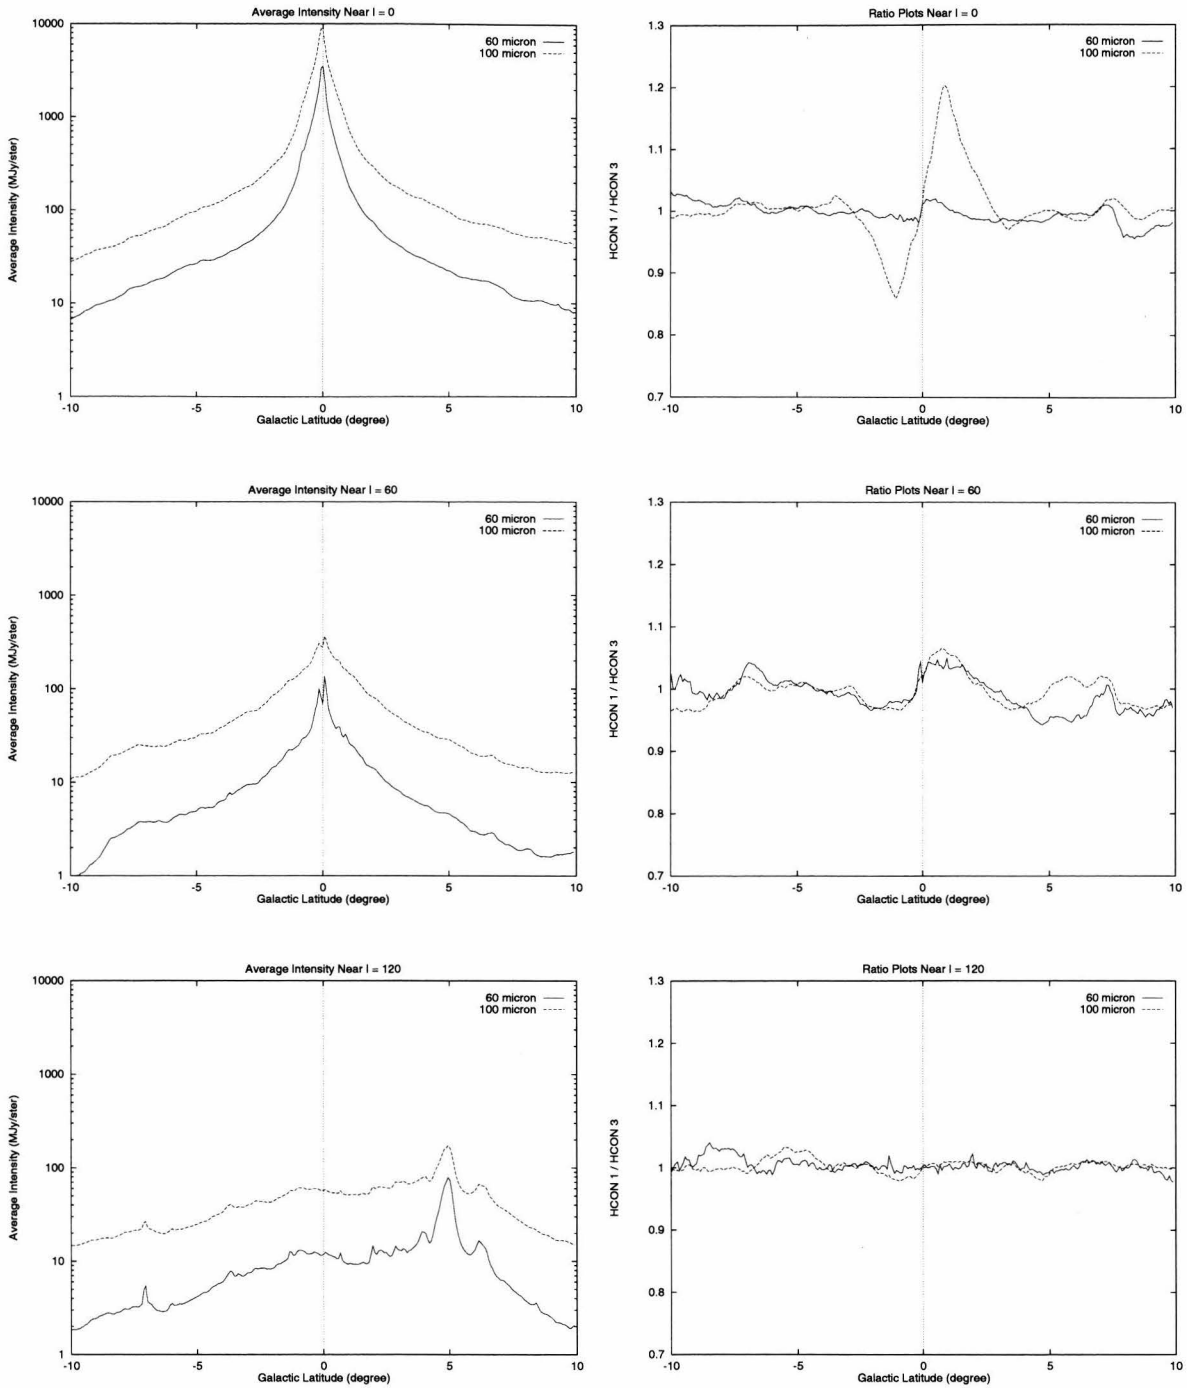 Average Intensity Near l = 0
10000
1000
100
10
1
Average Intensity (MJy/ster)
60 micron
100 micron
-10 -5 0 5 10
Galactic Latitude (degree)
Ratio Plots Near l = 0
1.3
1.2
1.1
1
0.9
0.8
0.7
HCON 1 / HCON 3
60 micron
100 micron
-10 -5 0 5 10
Galactic Latitude (degree)
Average Intensity Near l = 60
10000
1000
100
10
1
Average Intensity (MJy/ster)
60 micron
100 micron
-10 -5 0 5 10
Galactic Latitude (degree)
Ratio Plots Near l = 60
1.3
1.2
1.1
1
0.9
0.8
0.7
HCON 1 / HCON 3
60 micron
100 micron
-10 -5 0 5 10
Galactic Latitude (degree)
Average Intensity Near l = 120
10000
1000
100
10
1
Average Intensity (MJy/ster)
60 micron
100 micron
-10 -5 0 5 10
Galactic Latitude (degree)
Ratio Plots Near l = 120
1.3
1.2
1.1
1
0.9
0.8
0.7
HCON 1 / HCON 3
60 micron
100 micron
-10 -5 0 5 10
Galactic Latitude (degree)